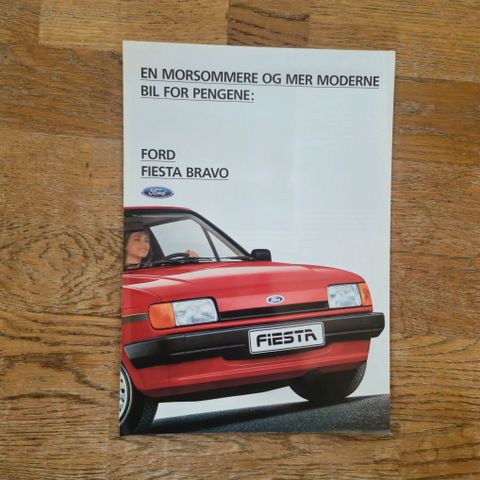 EN MORSOMMERE OG MER MODERNE
BIL FOR PENGENE:
FORD
FIESTA BRAVO
Ford
Ford
FIESTA